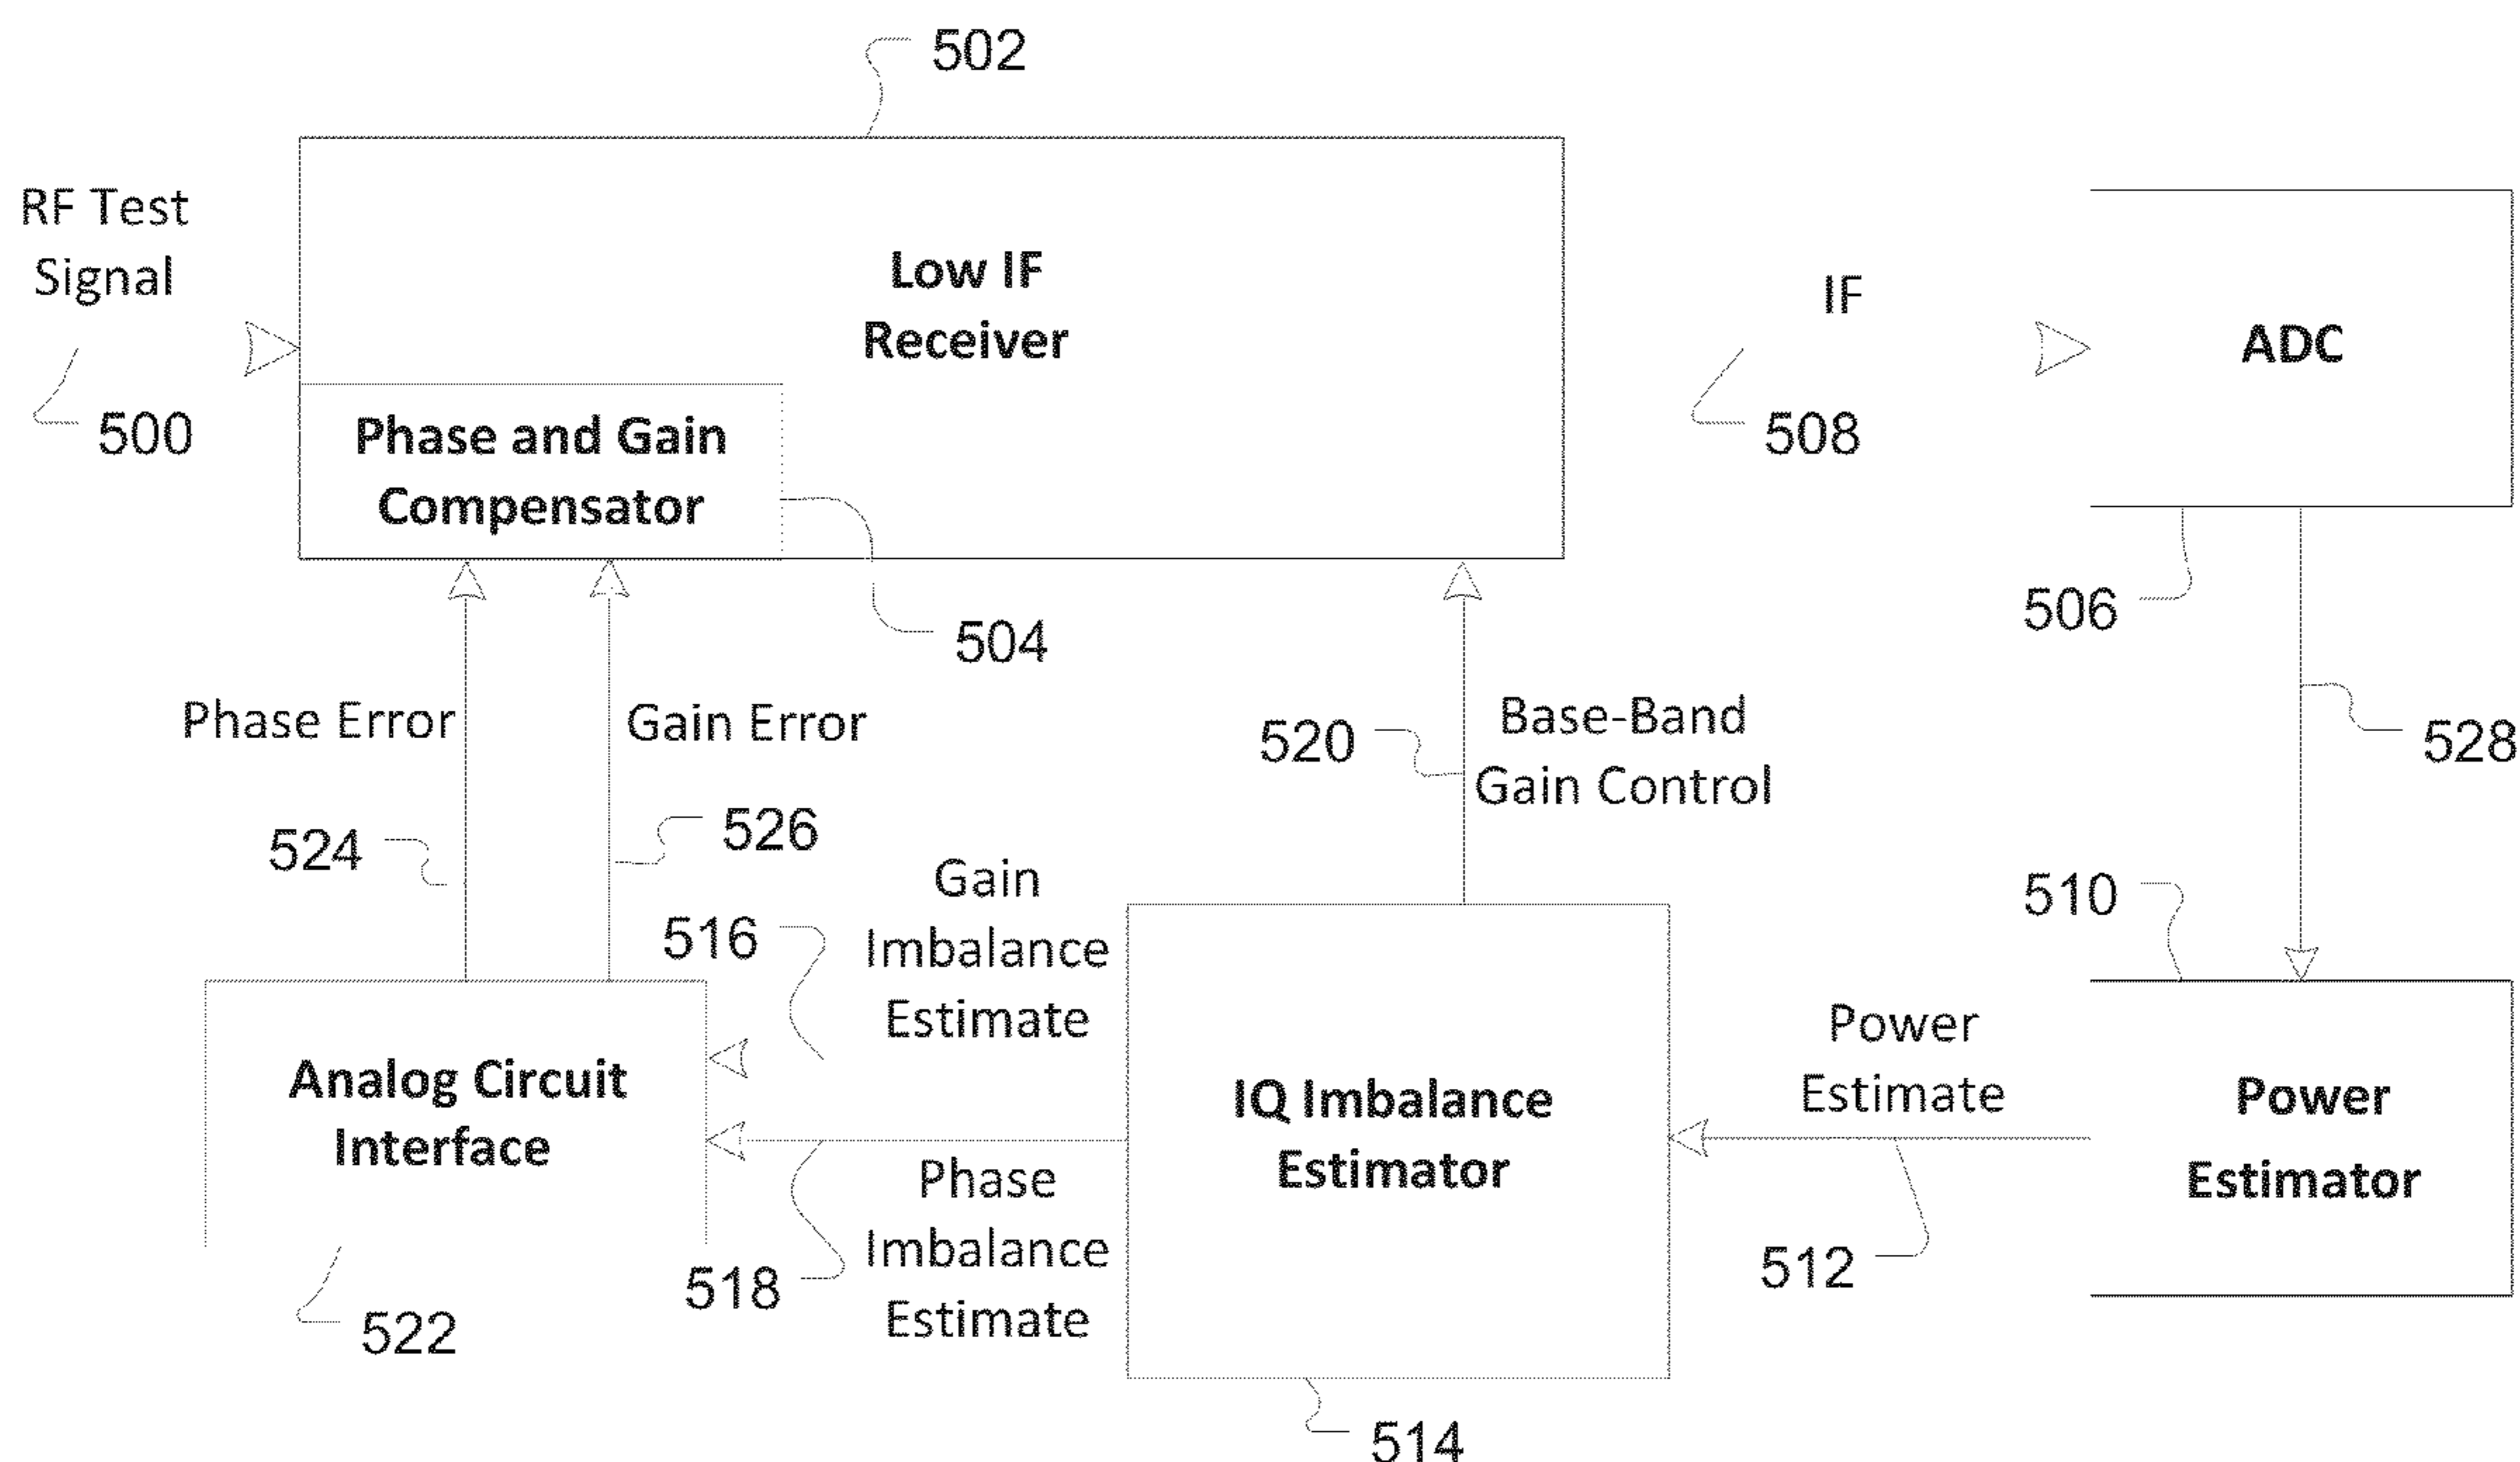 502
RF Test
Signal
500
Low IF
Receiver
Phase and Gain
Compensator
504
IF
508
ADC
506
528
Phase Error
524
Gain Error
526
520
Base-Band
Gain Control
510
516
Gain
Imbalance
Estimate
Analog Circuit
Interface
522
518
Phase
Imbalance
Estimate
IQ Imbalance
Estimator
514
Power
Estimate
512
Power
Estimator